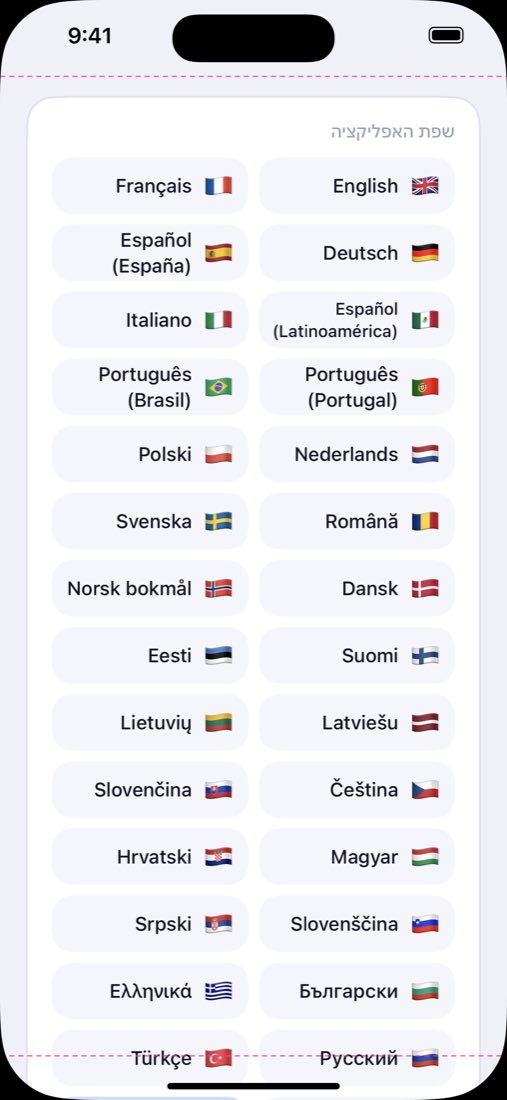 9:41
שפת האפליקציה
English
Français
Deutsch
Español
(España)
Español
(Latinoamérica)
Italiano
Português
(Portugal)
Português
(Brasil)
Nederlands
Polski
Română
Svenska
Dansk
Norsk bokmål
Suomi
Eesti
Latviešu
Lietuvių
Čeština
Slovenčina
Magyar
Hrvatski
Slovenščina
Srpski
Български
Ελληνικά
Русский
Türkçe